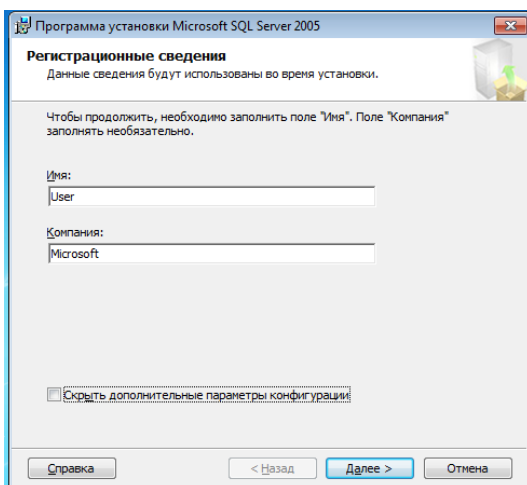 Программа установки Microsoft SQL Server 2005
Регистрационные сведения
Данные сведения будут использованы во время установки.
Чтобы продолжить, необходимо заполнить поле "Имя". Поле "Компания"
заполнять необязательно.
Имя:
User
Компания:
Microsoft
Скрыть дополнительные параметры конфигурации
Справка
< Назад
Далее >
Отмена